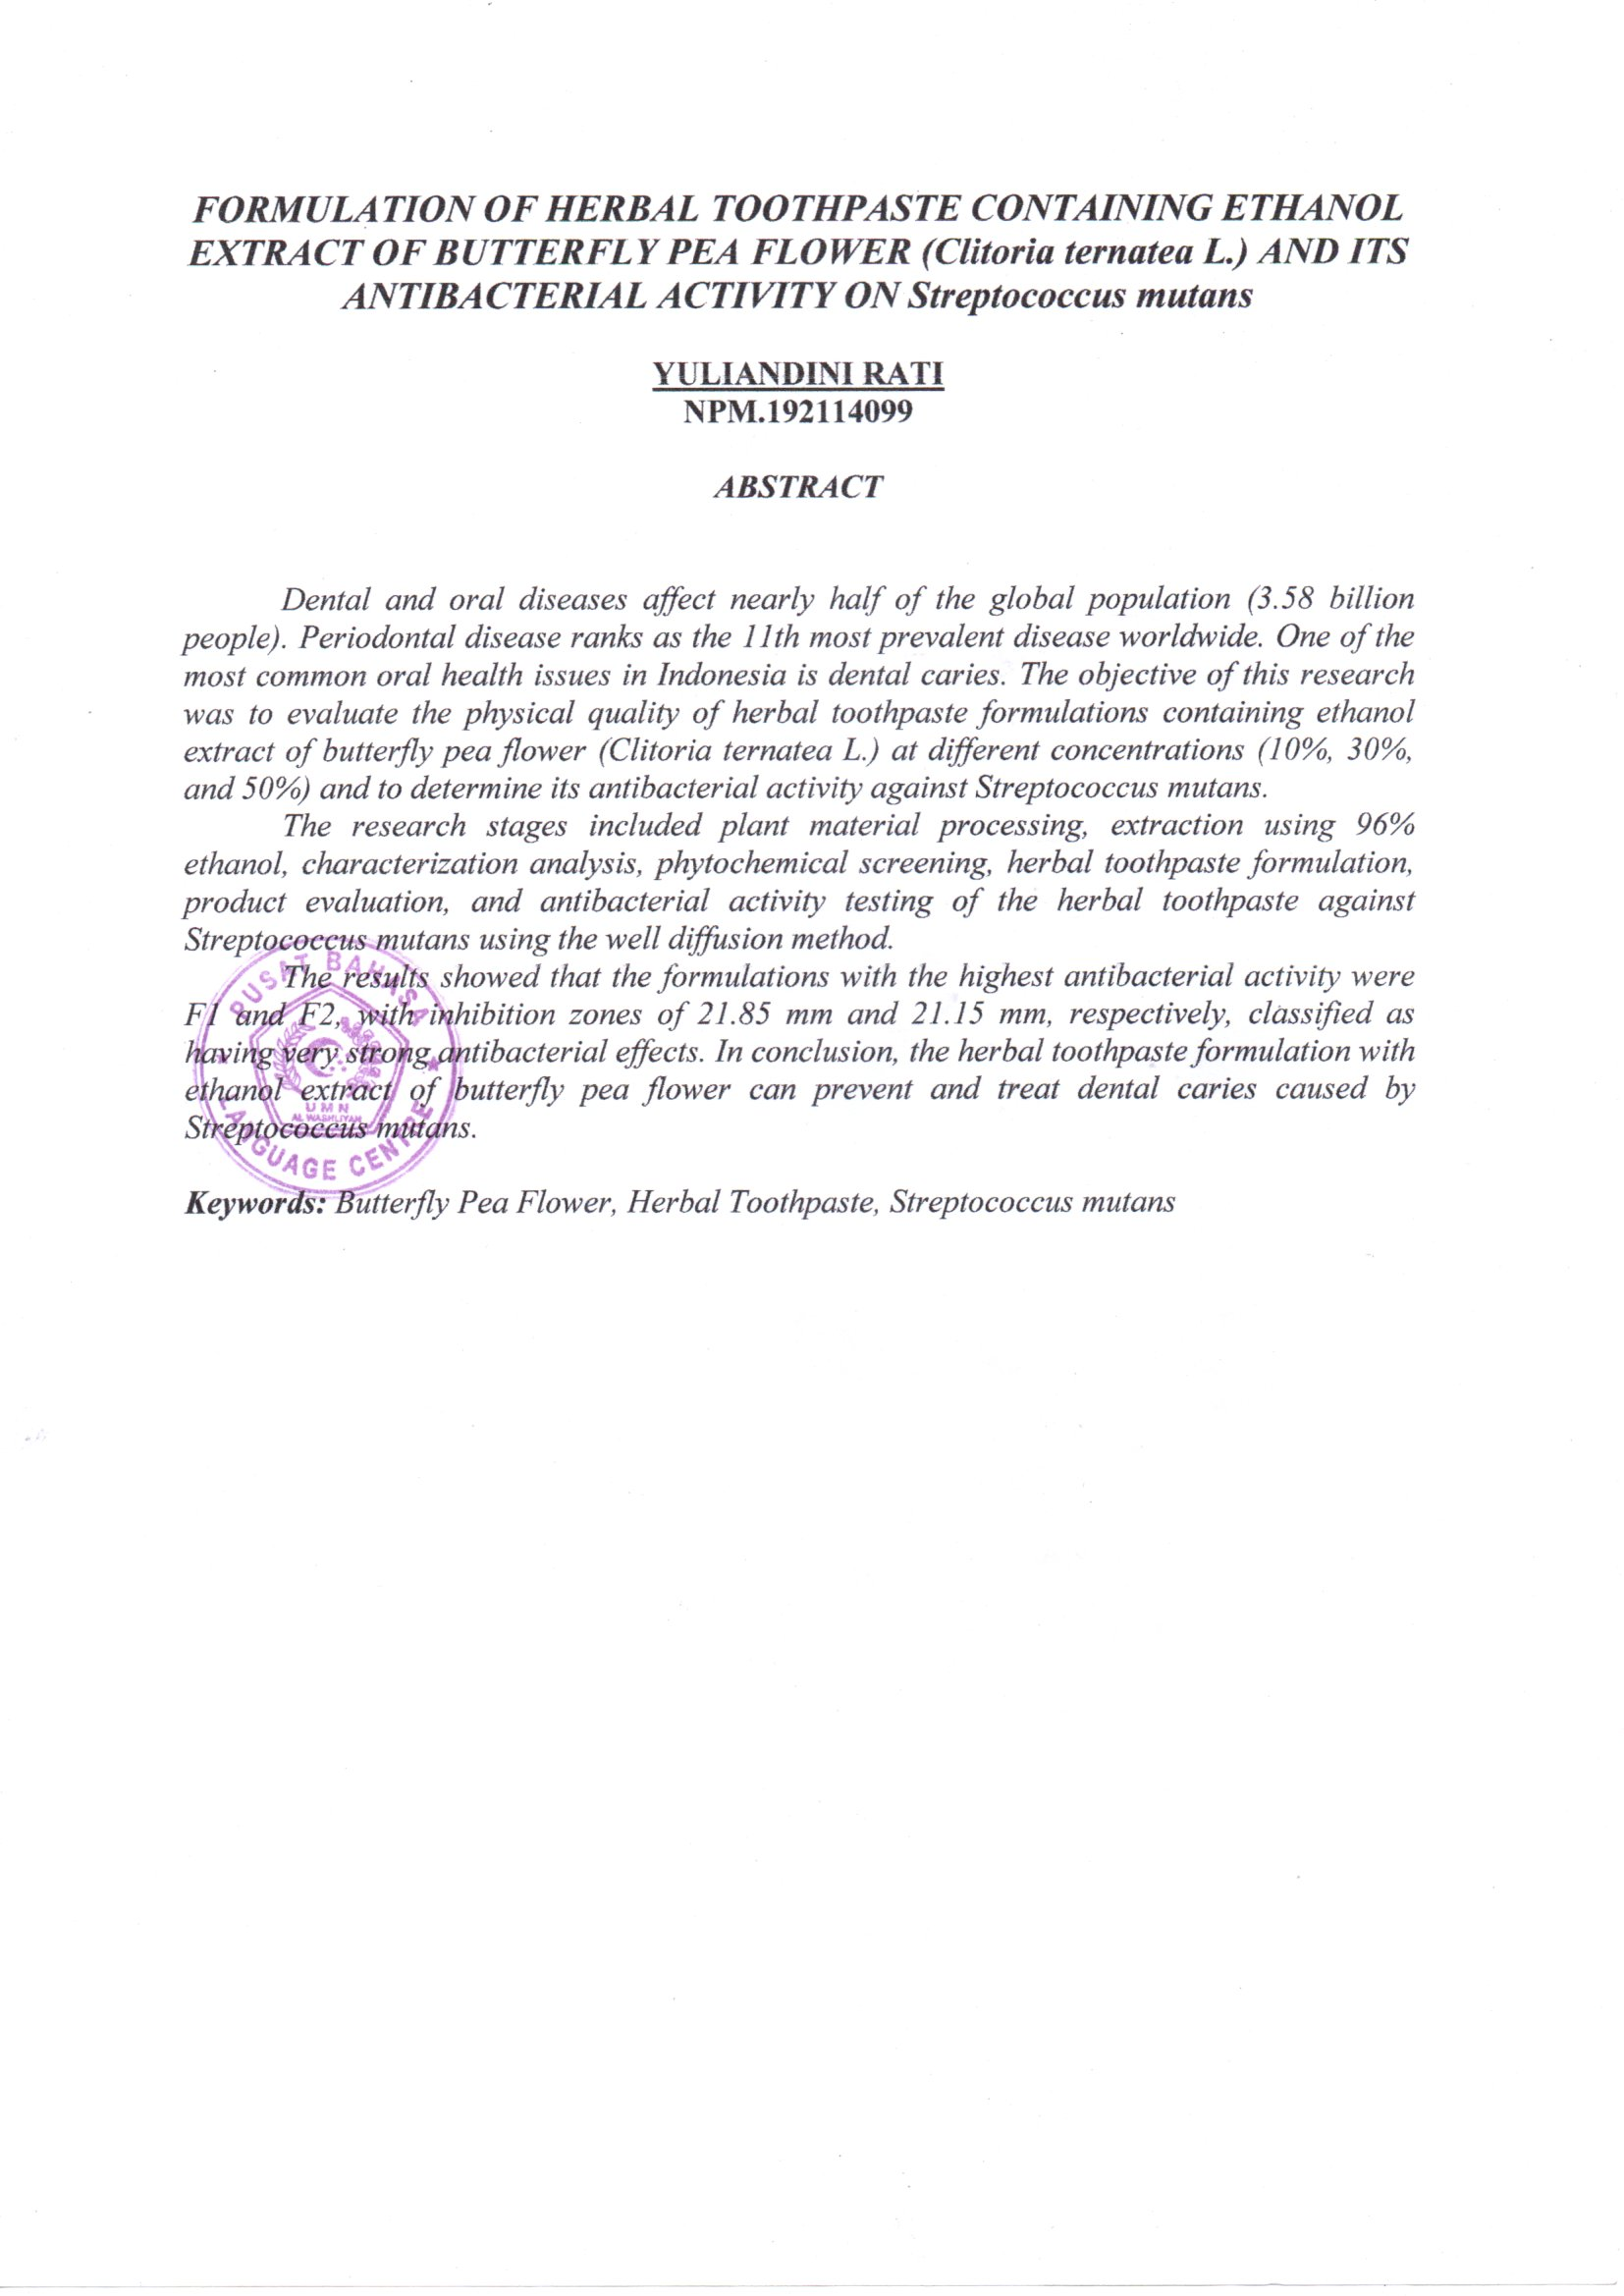 FORMULATION OF HERBAL TOOTHPASTE CONTAINING ETHANOL
EXTRACT OF BUTTERFLY PEA FLOWER (Clitoria ternatea L.) AND ITS
ANTIBACTERIAL ACTIVITY ON Streptococcus mutans
YULIANDINI RATI
NPM.192114099
ABSTRACT
Dental and oral diseases affect nearly half of the global population (3.58 billion
people). Periodontal disease ranks as the 11th most prevalent disease worldwide. One of the
most common oral health issues in Indonesia is dental caries. The objective of this research
was to evaluate the physical quality of herbal toothpaste formulations containing ethanol
extract of butterfly pea flower (Clitoria ternatea L.) at different concentrations (10%, 30%,
and 50%) and to determine its antibacterial activity against Streptococcus mutans.
The research stages included plant material processing, extraction using 96%
ethanol, characterization analysis, phytochemical screening, herbal toothpaste formulation,
product evaluation, and antibacterial activity testing of the herbal toothpaste against
Streptococcus mutans using the well diffusion method.
The results showed that the formulations with the highest antibacterial activity were
F1 and F2, with inhibition zones of 21.85 mm and 21.15 mm, respectively, classified as
having very strong antibacterial effects. In conclusion, the herbal toothpaste formulation with
ethanol extract of butterfly pea flower can prevent and treat dental caries caused by
Streptococcus mutans.
Keywords: Butterfly Pea Flower, Herbal Toothpaste, Streptococcus mutans
PUSAT BAHASA
UMN
AL WASHLIYAH
LANGUAGE CENTRE